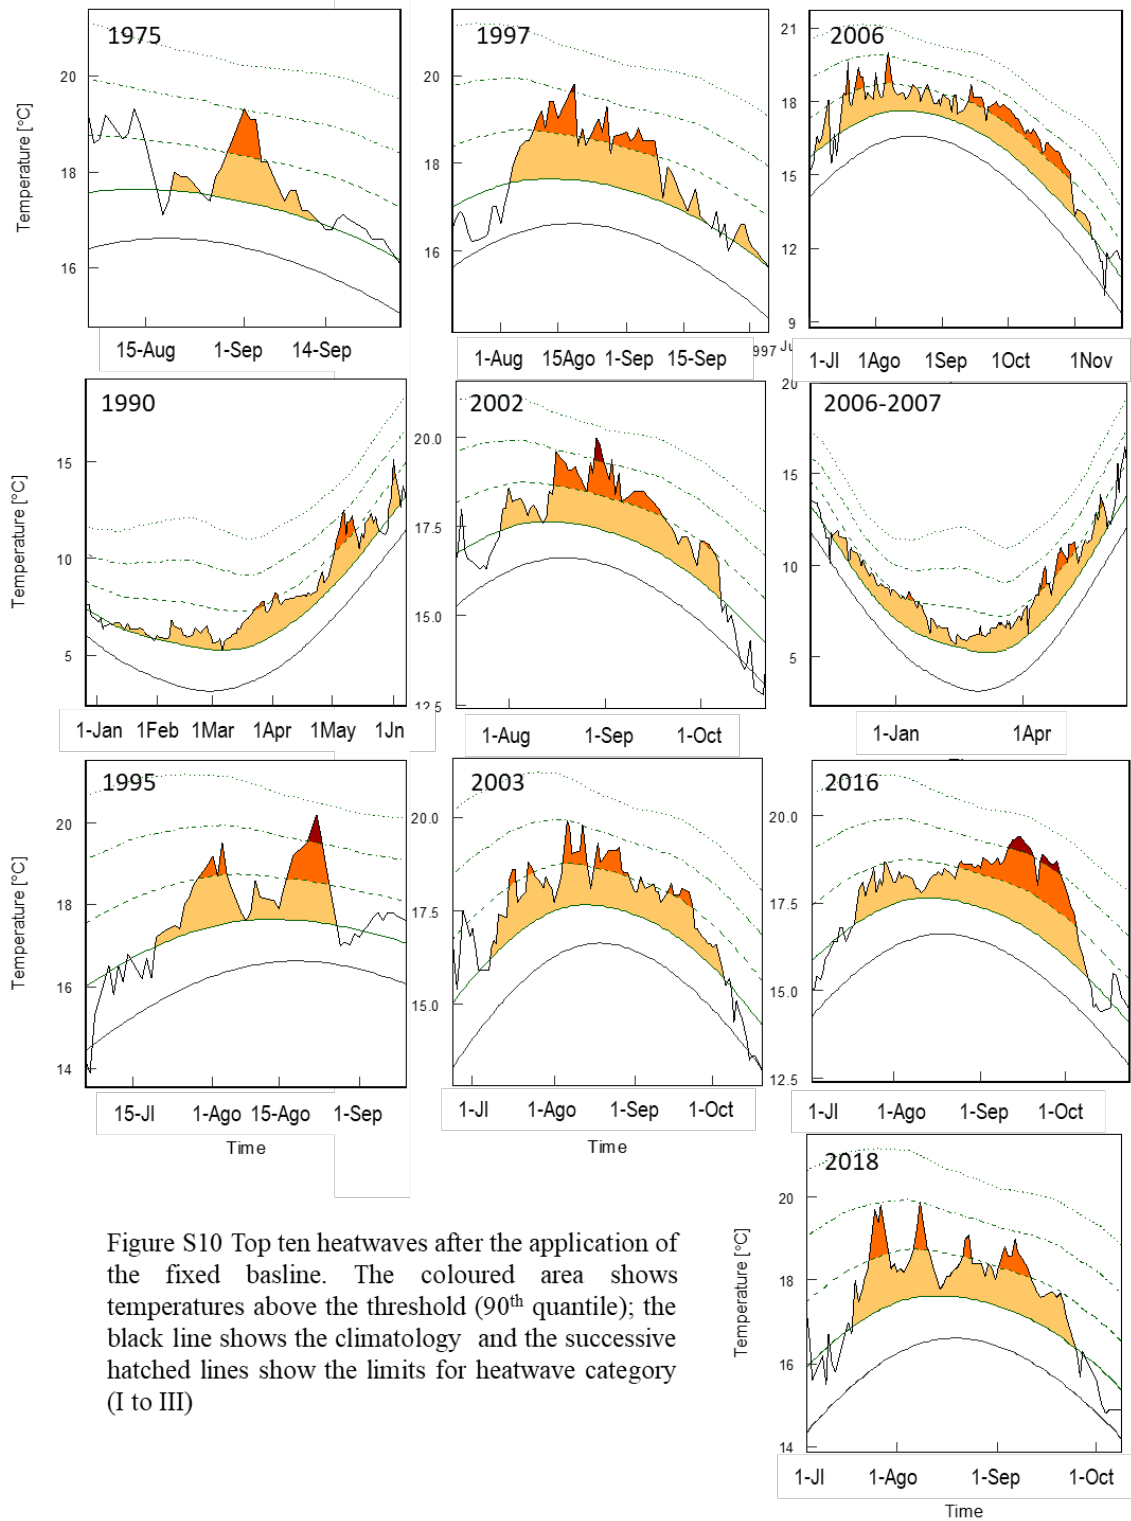 1975
20
18
16
Temperature [°C]
15-Aug 1-Sep 14-Sep
1997
20
18
16
1-Aug 15Ago 1-Sep 15-Sep
997 Ju
2006
21
18
15
12
9
1-Jl 1Ago 1Sep 1Oct 1Nov
1990
15
10
5
Temperature [°C]
1-Jan 1Feb 1Mar 1Apr 1May 1Jn
2002
20.0
17.5
15.0
12.5
1-Aug 1-Sep 1-Oct
2006-2007
20
15
10
5
1-Jan 1Apr
1995
20
18
16
14
Temperature [°C]
15-Jl 1-Ago 15-Ago 1-Sep
Time
2003
20.0
17.5
15.0
1-Jl 1-Ago 1-Sep 1-Oct
Time
2016
20.0
17.5
15.0
12.5
1-Jl 1-Ago 1-Sep 1-Oct
2018
20
18
16
14
Temperature [°C]
1-Jl 1-Ago 1-Sep 1-Oct
Time
Figure S10 Top ten heatwaves after the application of
the fixed basline. The coloured area shows
temperatures above the threshold (90th quantile); the
black line shows the climatology and the successive
hatched lines show the limits for heatwave category
(I to III)